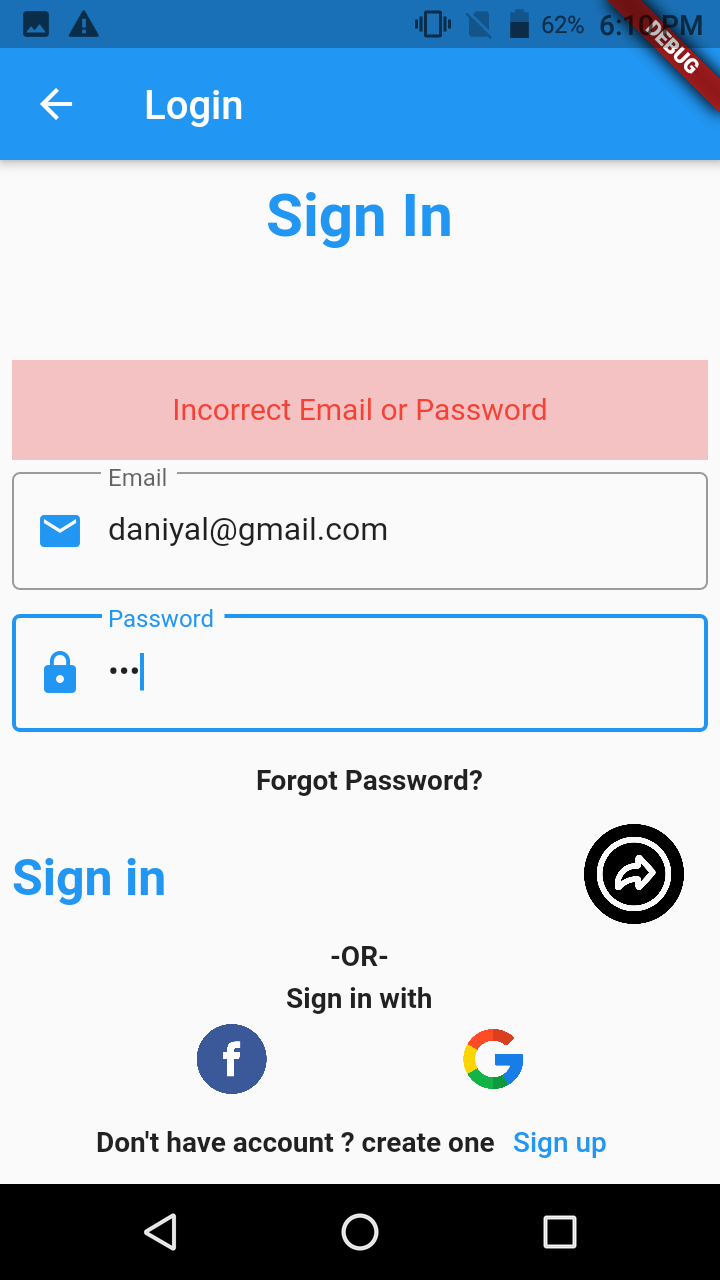 62% 6:10 PM
DEBUG
Login
Sign In
Incorrect Email or Password
Email
daniyal@gmail.com
Password
•••
Forgot Password?
Sign in
-OR-
Sign in with
f G
Don't have account ? create one Sign up